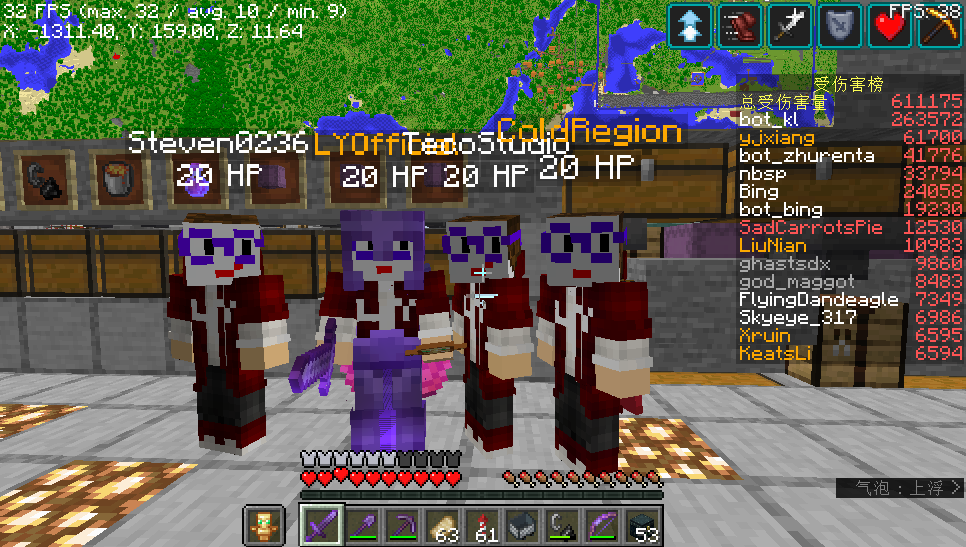 32 FPS (max. 32 / avg. 10 / min. 9)
FPS: 38
X: -1311.40, Y: 159.00, Z: 11.64
受伤害榜
总受伤害量 611175
bot_kl 263572
yjxiang 61700
bot_zhurenta 41776
nbsp 33794
Bing 24058
bot_bing 19230
SadCarrotsPie 12530
LiuNian 10983
ghastsdx 9860
god_maggot 8483
FlyingDandeagle 7349
Skyeye_317 6986
Xruin 6595
KeatsLi 6594
Steven0236
ColdRegion
20 HP
20 HP
20 HP
20 HP
气泡：上浮
63
61
53